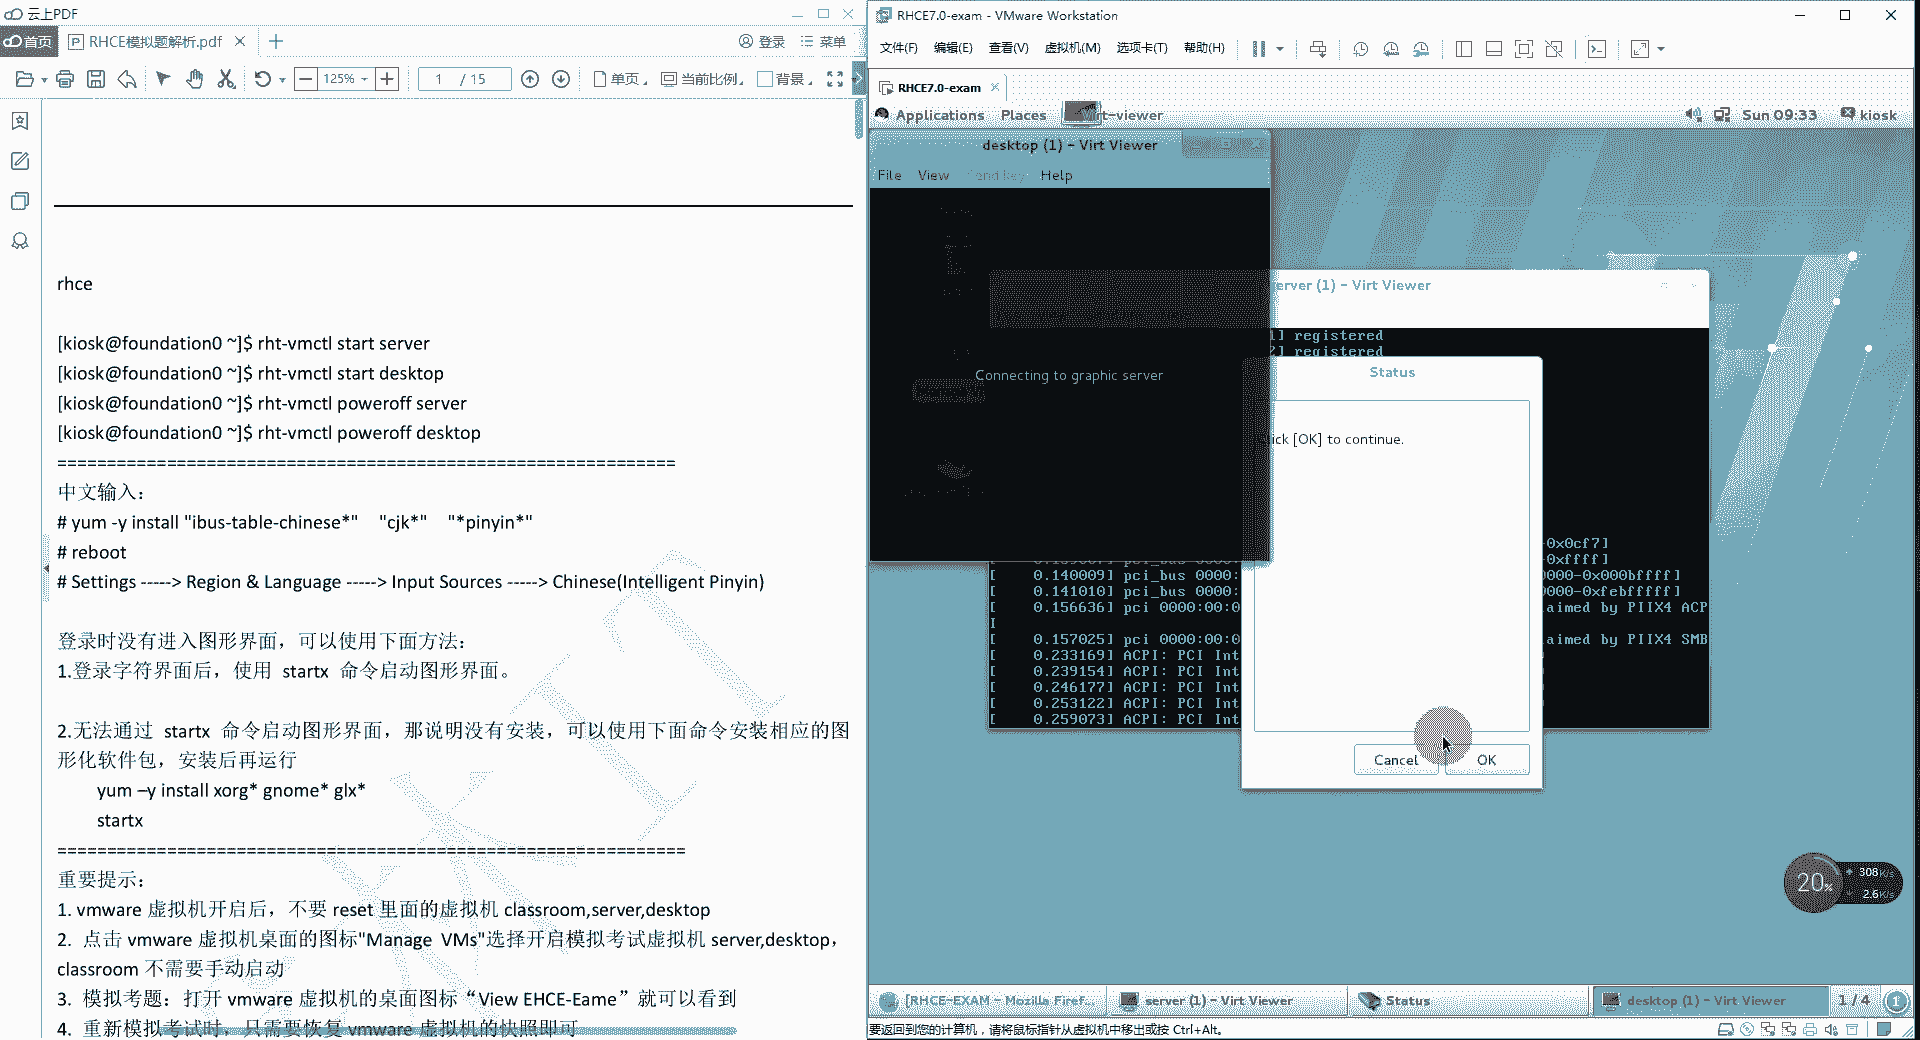 云上PDF
首页
RHCE模拟题解析.pdf
登录
菜单
125%
1 / 15
单页
当前比例
背景
rhce
[kiosk@foundation0 ~]$ rht-vmctl start server
[kiosk@foundation0 ~]$ rht-vmctl start desktop
[kiosk@foundation0 ~]$ rht-vmctl poweroff server
[kiosk@foundation0 ~]$ rht-vmctl poweroff desktop
==============================================================
中文输入：
# yum -y install "ibus-table-chinese*" "cjk*" "*pinyin*"
# reboot
# Settings -----> Region & Language -----> Input Sources -----> Chinese(Intelligent Pinyin)
登录时没有进入图形界面，可以使用下面方法：
1.登录字符界面后，使用 startx 命令启动图形界面。
2.无法通过 startx 命令启动图形界面，那说明没有安装，可以使用下面命令安装相应的图
形化软件包，安装后再运行
yum –y install xorg* gnome* glx*
startx
===============================================================
重要提示：
1. vmware 虚拟机开启后，不要 reset 里面的虚拟机 classroom,server,desktop
2. 点击 vmware 虚拟机桌面的图标"Manage VMs"选择开启模拟考试虚拟机 server,desktop，
classroom 不需要手动启动
3. 模拟考题：打开 vmware 虚拟机的桌面图标“View EHCE-Eame”就可以看到
4. 重新模拟考试时，只需要恢复 vmware 虚拟机的快照即可
RHCE7.0-exam - VMware Workstation
文件(F) 编辑(E) 查看(V) 虚拟机(M) 选项卡(T) 帮助(H)
RHCE7.0-exam
Applications Places Virt-viewer
Sun 09:33 kiosk
desktop (1) – Virt Viewer
File View Send key Help
Connecting to graphic server
erver (1) – Virt Viewer
1] registered
2] registered
Status
ick [OK] to continue.
Cancel OK
-0x0cf7]
-0xffff]
[ 0.140009] pci_bus 0000: 0000-0x000bffff]
[ 0.141010] pci_bus 0000: 0000-0xfebfffff]
[ 0.156636] pci 0000:00:0 aimed by PIIX4 ACP
I
[ 0.157025] pci 0000:00:0 aimed by PIIX4 SMB
[ 0.233169] ACPI: PCI Int
[ 0.239154] ACPI: PCI Int
[ 0.246177] ACPI: PCI Int
[ 0.253122] ACPI: PCI Int
[ 0.259073] ACPI: PCI Int
20%
308K/s
2.6K/s
[RHCE-EXAM – Mozilla Firef... server (1) – Virt Viewer Status desktop (1) – Virt Viewer 1 / 4 1
要返回到您的计算机，请将鼠标指针从虚拟机中移出或按 Ctrl+Alt。